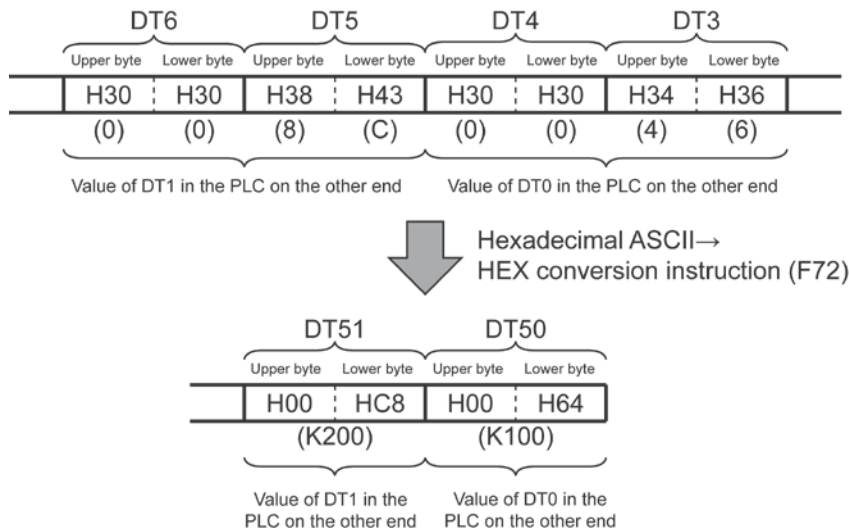 DT6 DT5 DT4 DT3
Upper byte Lower byte Upper byte Lower byte Upper byte Lower byte Upper byte Lower byte
H30 H30 H38 H43 H30 H30 H34 H36
(0) (0) (8) (C) (0) (0) (4) (6)
Value of DT1 in the PLC on the other end Value of DT0 in the PLC on the other end
Hexadecimal ASCII→
HEX conversion instruction (F72)
DT51 DT50
Upper byte Lower byte Upper byte Lower byte
H00 HC8 H00 H64
(K200) (K100)
Value of DT1 in the Value of DT0 in the
PLC on the other end PLC on the other end